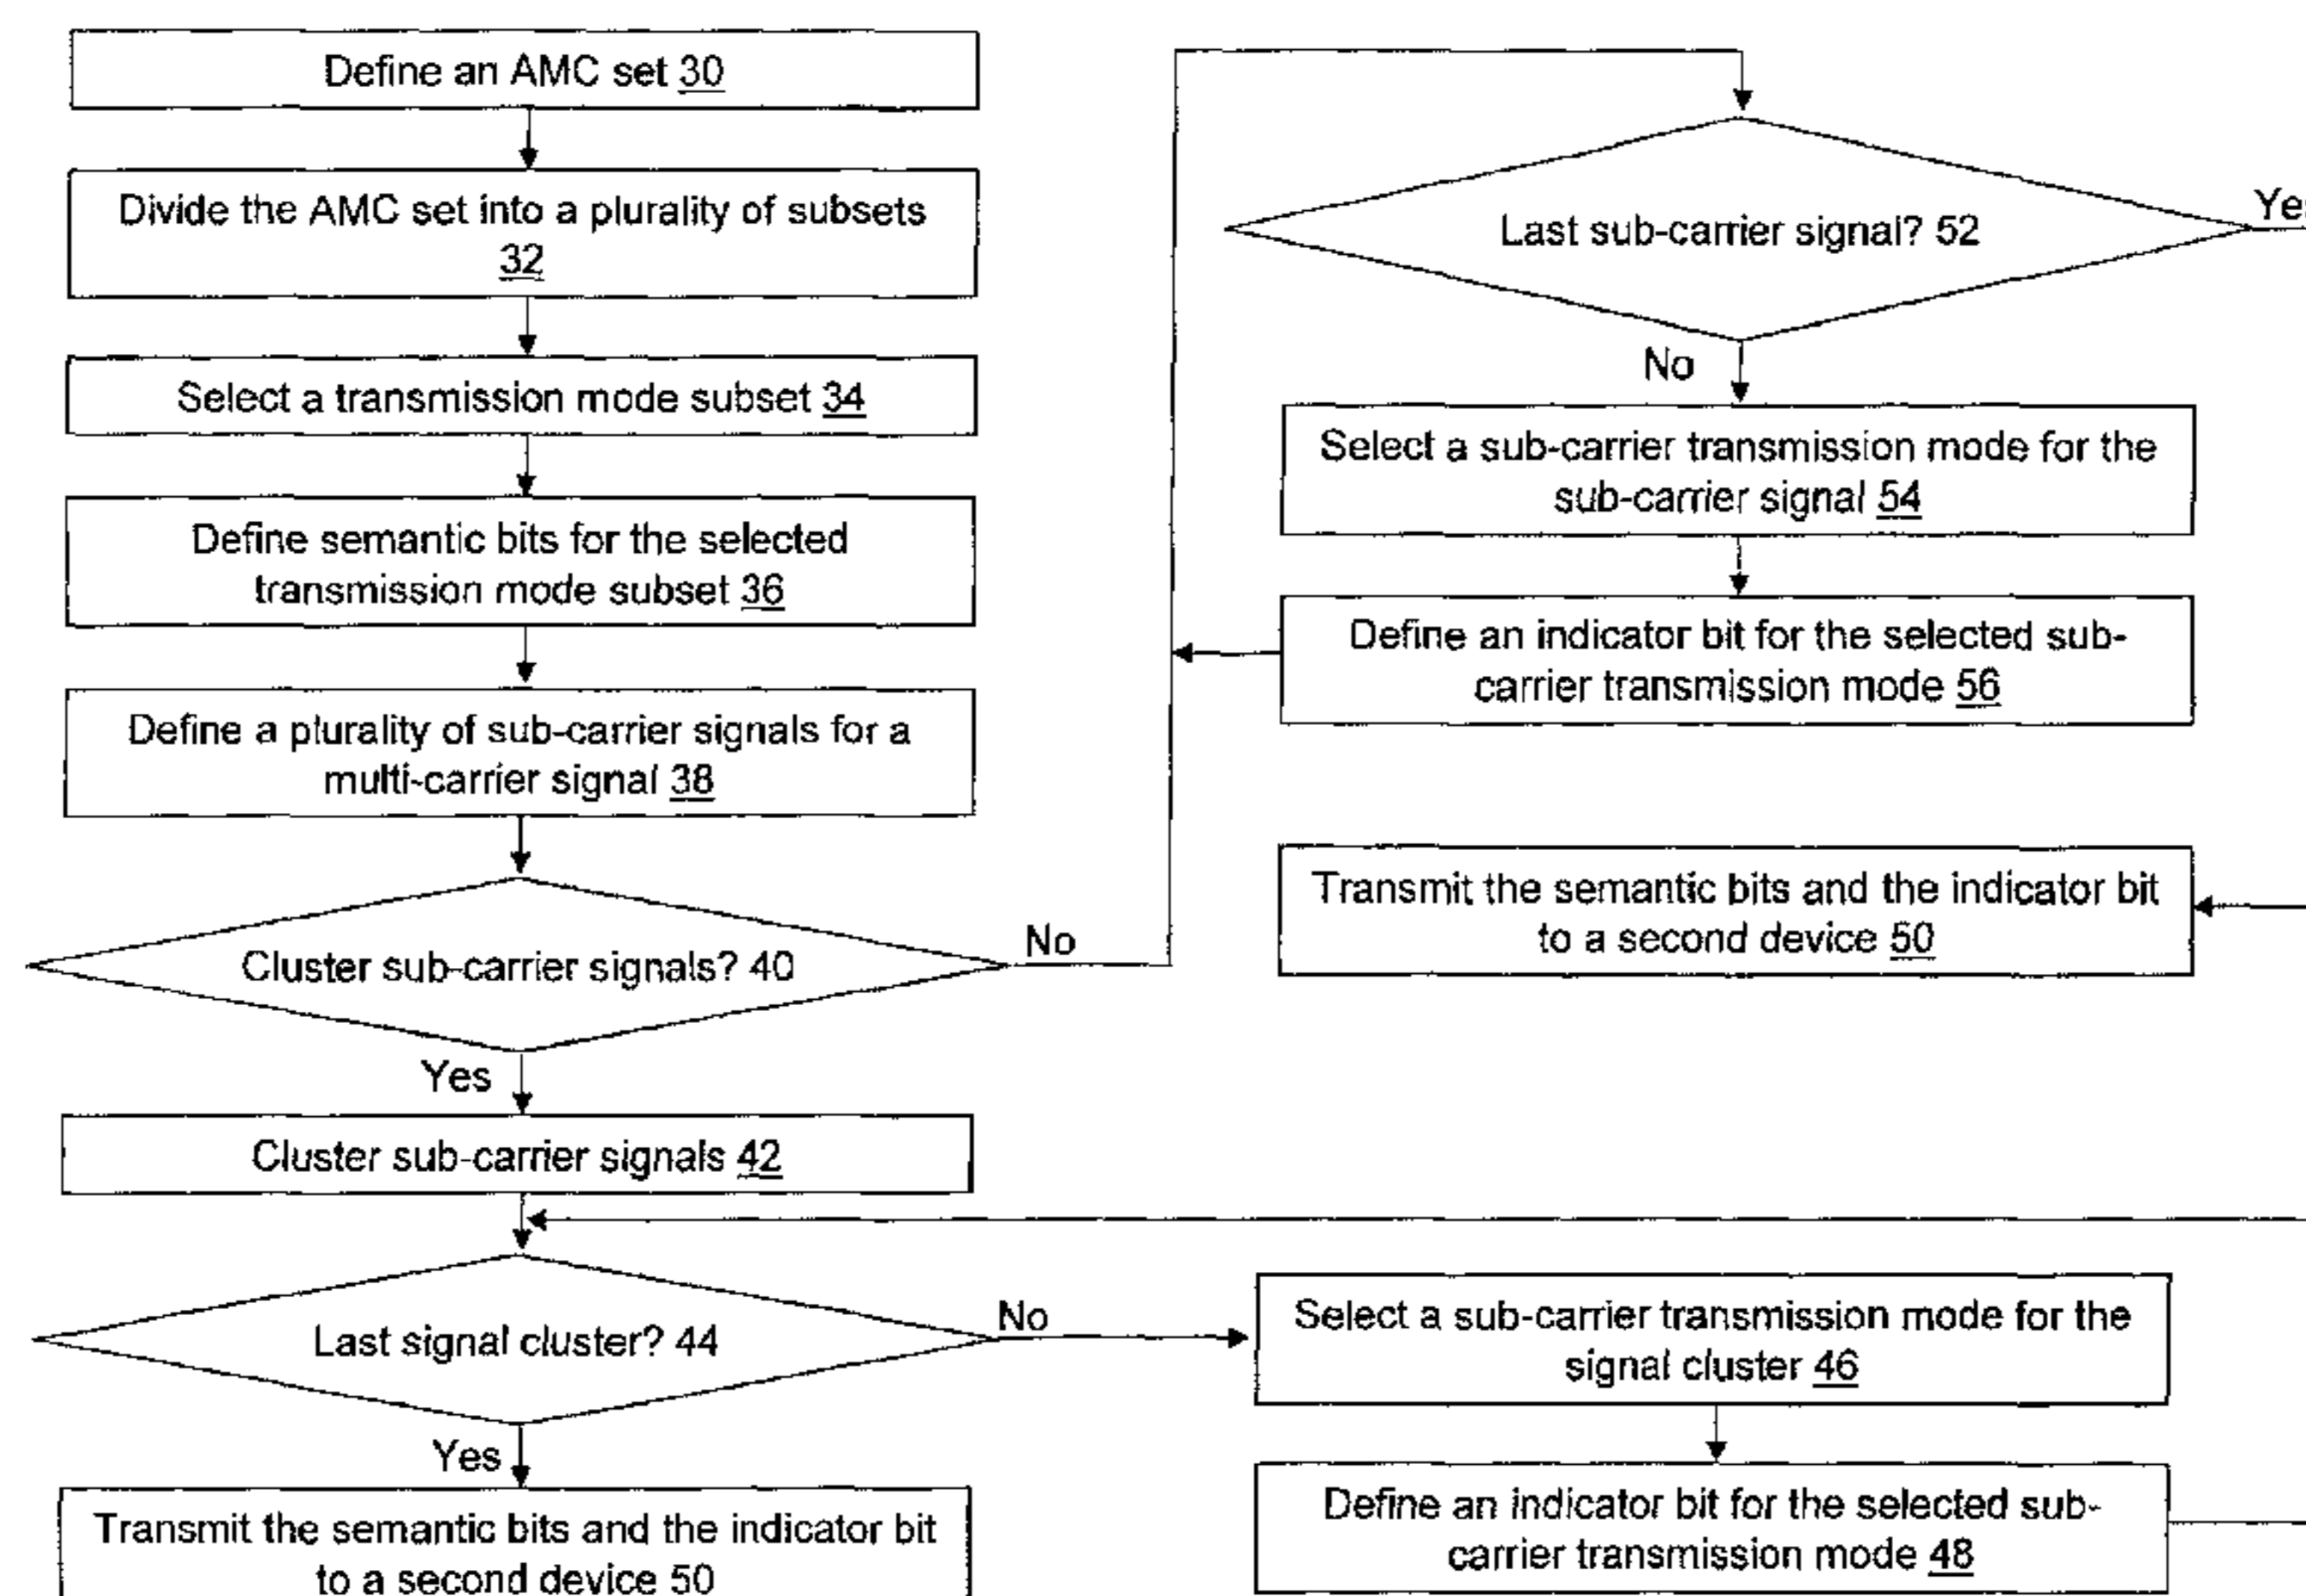 Define an AMC set 30
Divide the AMC set into a plurality of subsets
32
Select a transmission mode subset 34
Define semantic bits for the selected
transmission mode subset 36
Define a plurality of sub-carrier signals for a
multi-carrier signal 38
Cluster sub-carrier signals? 40
No
Yes
Cluster sub-carrier signals 42
Last signal cluster? 44
No
Yes
Transmit the semantic bits and the indicator bit
to a second device 50
Last sub-carrier signal? 52
Yes
No
Select a sub-carrier transmission mode for the
sub-carrier signal 54
Define an indicator bit for the selected sub-
carrier transmission mode 56
Transmit the semantic bits and the indicator bit
to a second device 50
Select a sub-carrier transmission mode for the
signal cluster 46
Define an indicator bit for the selected sub-
carrier transmission mode 48